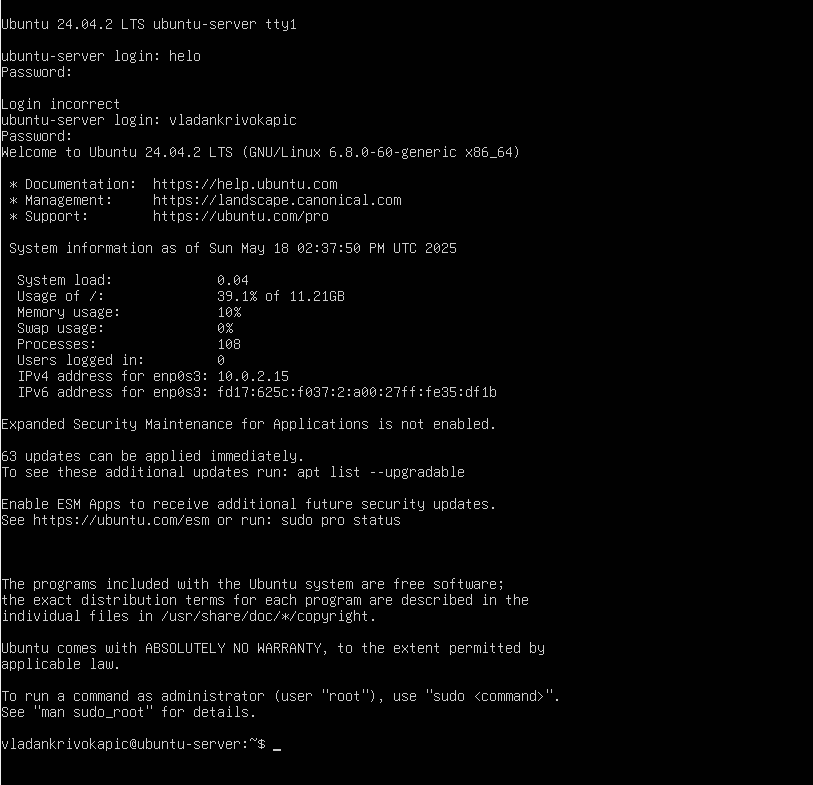 Ubuntu 24.04.2 LTS ubuntu-server tty1
ubuntu-server login: helo
Password:
Login incorrect
ubuntu-server login: vladankrivokapic
Password:
Welcome to Ubuntu 24.04.2 LTS (GNU/Linux 6.8.0-60-generic x86_64)
* Documentation:  https://help.ubuntu.com
* Management:     https://landscape.canonical.com
* Support:        https://ubuntu.com/pro
System information as of Sun May 18 02:37:50 PM UTC 2025
System load:             0.04
Usage of /:              39.1% of 11.21GB
Memory usage:            10%
Swap usage:              0%
Processes:               108
Users logged in:         0
IPv4 address for enp0s3: 10.0.2.15
IPv6 address for enp0s3: fd17:625c:f037:2:a00:27ff:fe35:df1b
Expanded Security Maintenance for Applications is not enabled.
63 updates can be applied immediately.
To see these additional updates run: apt list --upgradable
Enable ESM Apps to receive additional future security updates.
See https://ubuntu.com/esm or run: sudo pro status
The programs included with the Ubuntu system are free software;
the exact distribution terms for each program are described in the
individual files in /usr/share/doc/*/copyright.
Ubuntu comes with ABSOLUTELY NO WARRANTY, to the extent permitted by
applicable law.
To run a command as administrator (user "root"), use "sudo <command>".
See "man sudo_root" for details.
vladankrivokapic@ubuntu-server:~$ _